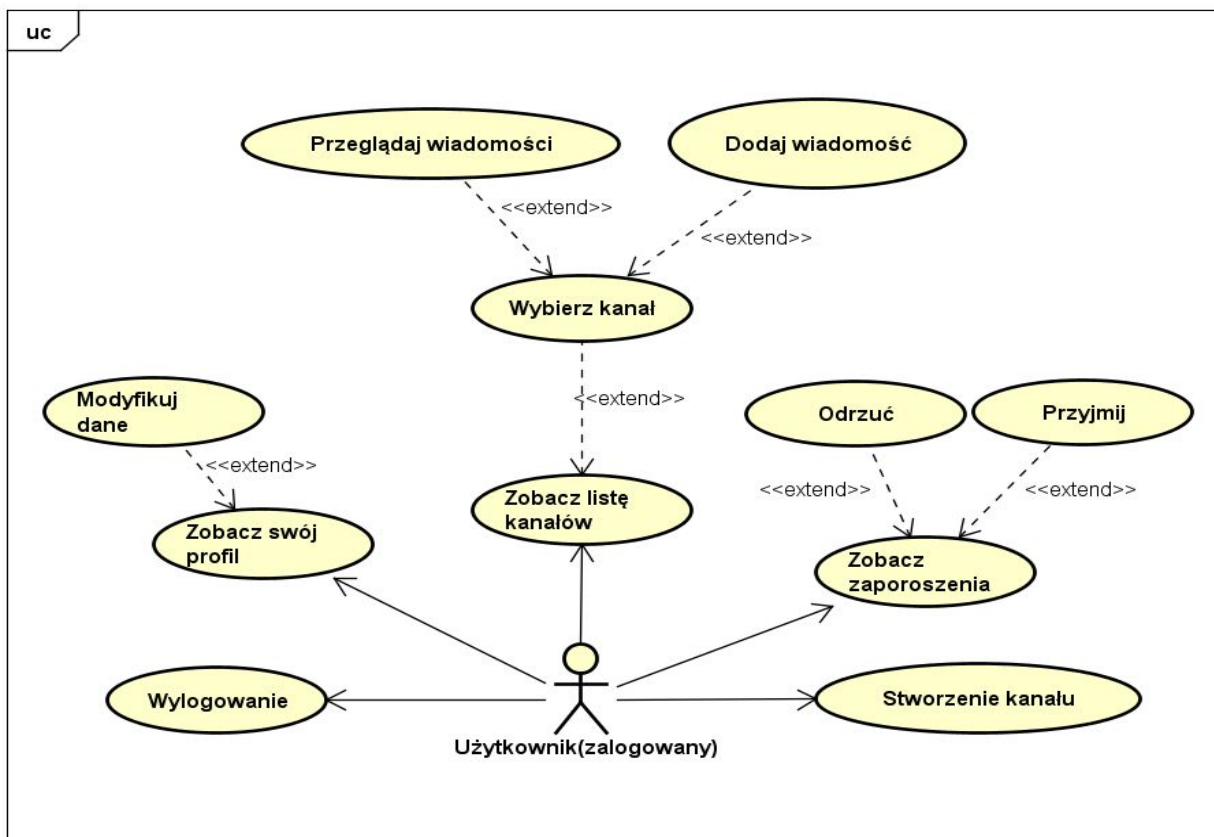 uc
Przeglądaj wiadomości
Dodaj wiadomość
<<extend>>
<<extend>>
Wybierz kanał
<<extend>>
Modyfikuj
dane
Odrzuć
Przyjmij
<<extend>>
<<extend>>
<<extend>>
Zobacz swój
profil
Zobacz listę
kanałów
Zobacz
zaporoszenia
Wylogowanie
Stworzenie kanału
Użytkownik(zalogowany)